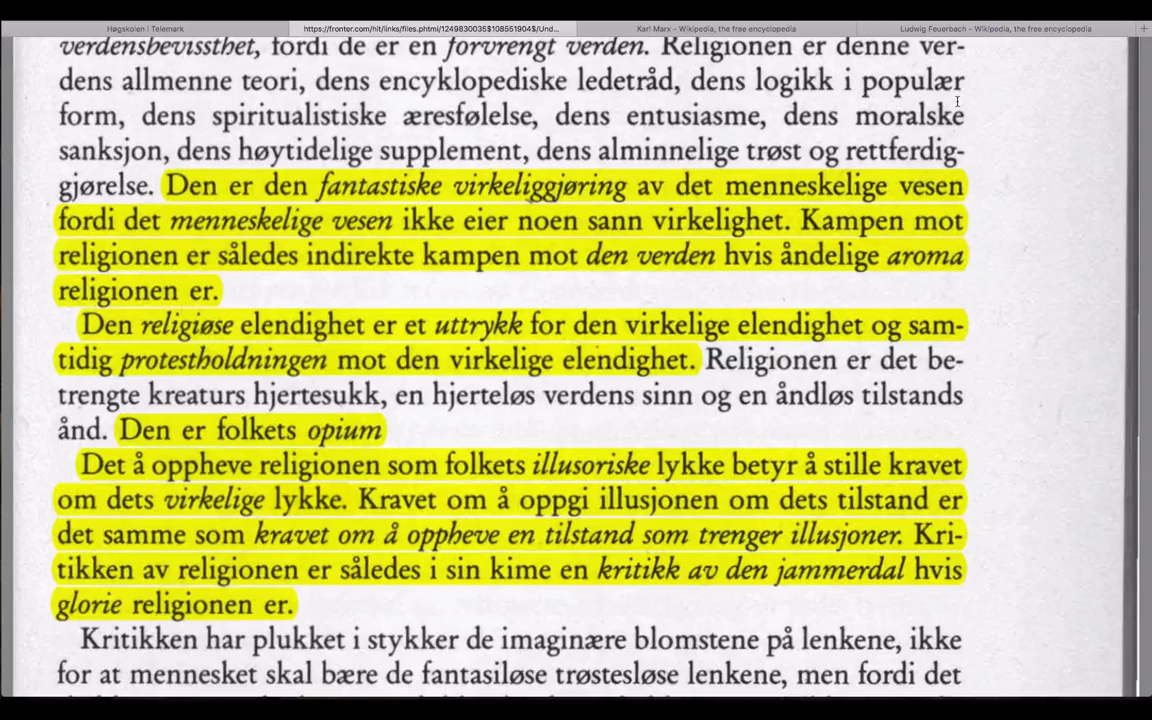 Høgskolen i Telemark
https://fronter.com/hit/links/files.phtml/1249830035$108551904$/Und...
Karl Marx – Wikipedia, the free encyclopedia
Ludwig Feuerbach – Wikipedia, the free encyclopedia
verdensbevissthet, fordi de er en forvrengt verden. Religionen er denne ver-
dens allmenne teori, dens encyklopediske ledetråd, dens logikk i populær
form, dens spiritualistiske æresfølelse, dens entusiasme, dens moralske
sanksjon, dens høytidelige supplement, dens alminnelige trøst og rettferdig-
gjørelse. Den er den fantastiske virkeliggjøring av det menneskelige vesen
fordi det menneskelige vesen ikke eier noen sann virkelighet. Kampen mot
religionen er således indirekte kampen mot den verden hvis åndelige aroma
religionen er.
Den religiøse elendighet er et uttrykk for den virkelige elendighet og sam-
tidig protestholdningen mot den virkelige elendighet. Religionen er det be-
trengte kreaturs hjertesukk, en hjerteløs verdens sinn og en åndløs tilstands
ånd. Den er folkets opium
Det å oppheve religionen som folkets illusoriske lykke betyr å stille kravet
om dets virkelige lykke. Kravet om å oppgi illusjonen om dets tilstand er
det samme som kravet om å oppheve en tilstand som trenger illusjoner. Kri-
tikken av religionen er således i sin kime en kritikk av den jammerdal hvis
glorie religionen er.
Kritikken har plukket i stykker de imaginære blomstene på lenkene, ikke
for at mennesket skal bære de fantasiløse trøstesløse lenkene, men fordi det